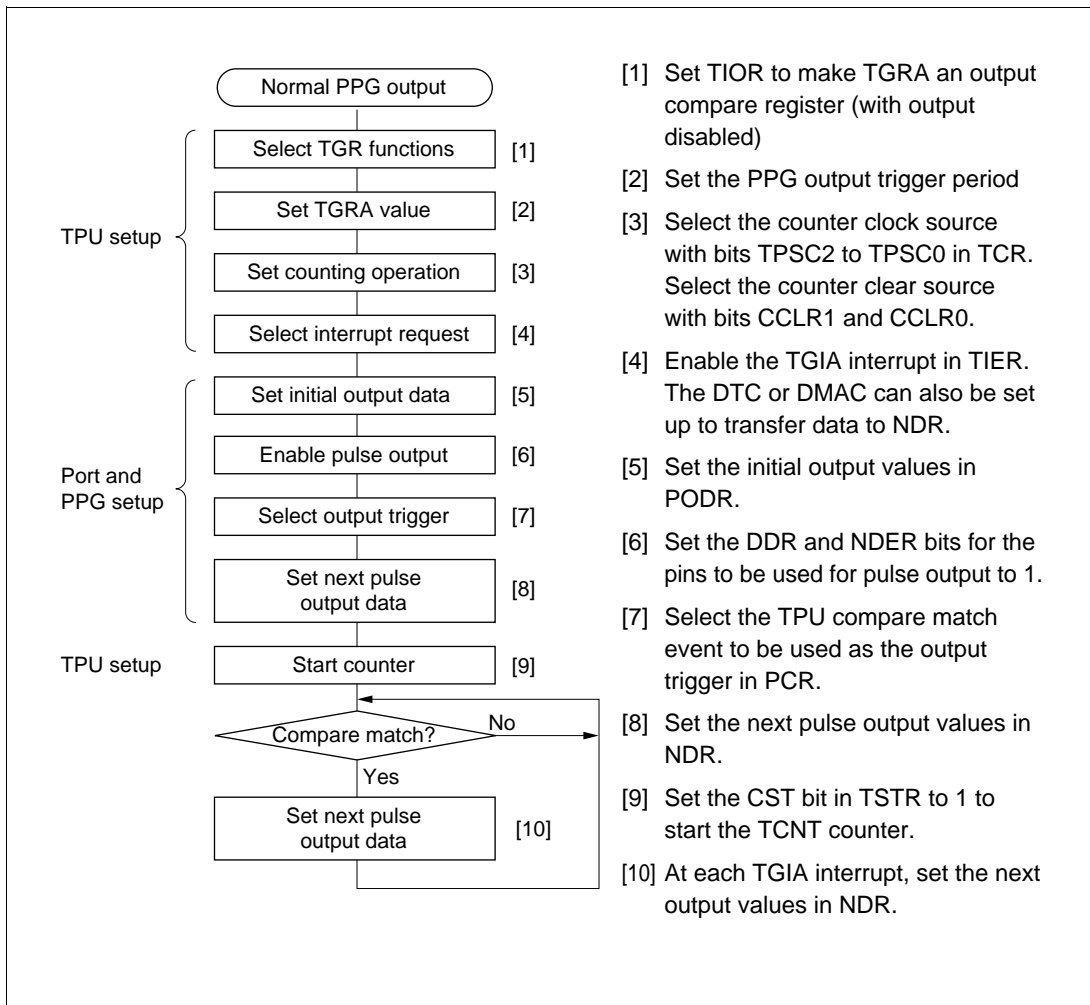 Normal PPG output
Select TGR functions [1]
Set TGRA value [2]
TPU setup
Set counting operation [3]
Select interrupt request [4]
Set initial output data [5]
Enable pulse output [6]
Port and
PPG setup
Select output trigger [7]
Set next pulse
output data
[8]
TPU setup
Start counter [9]
Compare match?
No
Yes
Set next pulse
output data
[10]
[1] Set TIOR to make TGRA an output
compare register (with output
disabled)
[2] Set the PPG output trigger period
[3] Select the counter clock source
with bits TPSC2 to TPSC0 in TCR.
Select the counter clear source
with bits CCLR1 and CCLR0.
[4] Enable the TGIA interrupt in TIER.
The DTC or DMAC can also be set
up to transfer data to NDR.
[5] Set the initial output values in
PODR.
[6] Set the DDR and NDER bits for the
pins to be used for pulse output to 1.
[7] Select the TPU compare match
event to be used as the output
trigger in PCR.
[8] Set the next pulse output values in
NDR.
[9] Set the CST bit in TSTR to 1 to
start the TCNT counter.
[10] At each TGIA interrupt, set the next
output values in NDR.